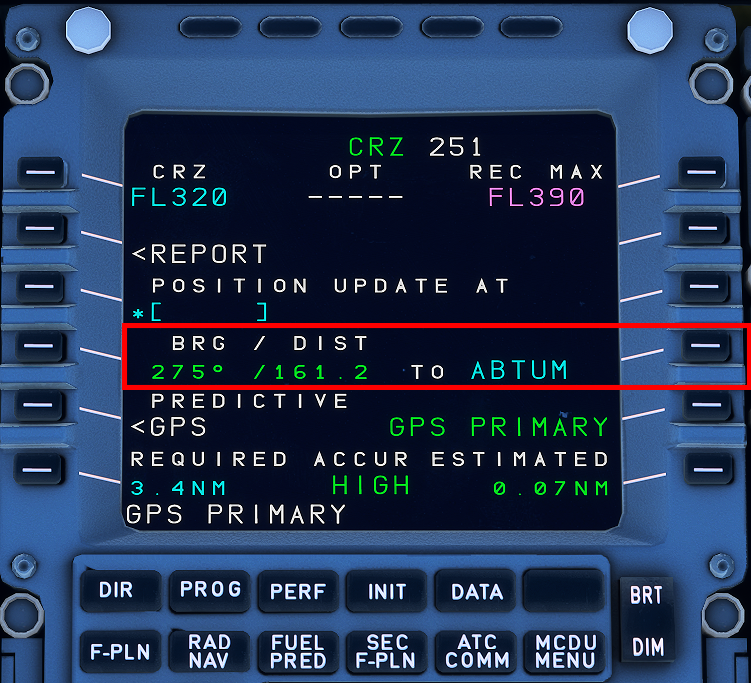 CRZ 251
CRZ OPT REC MAX
FL320 ----- FL390
<REPORT
POSITION UPDATE AT
*[ ]
BRG / DIST
275° /161.2 TO ABTUM
PREDICTIVE
<GPS GPS PRIMARY
REQUIRED ACCUR ESTIMATED
3.4NM HIGH 0.07NM
GPS PRIMARY
DIR PROG PERF INIT DATA
BRT
F-PLN RAD NAV FUEL PRED SEC F-PLN ATC COMM MCDU MENU
DIM